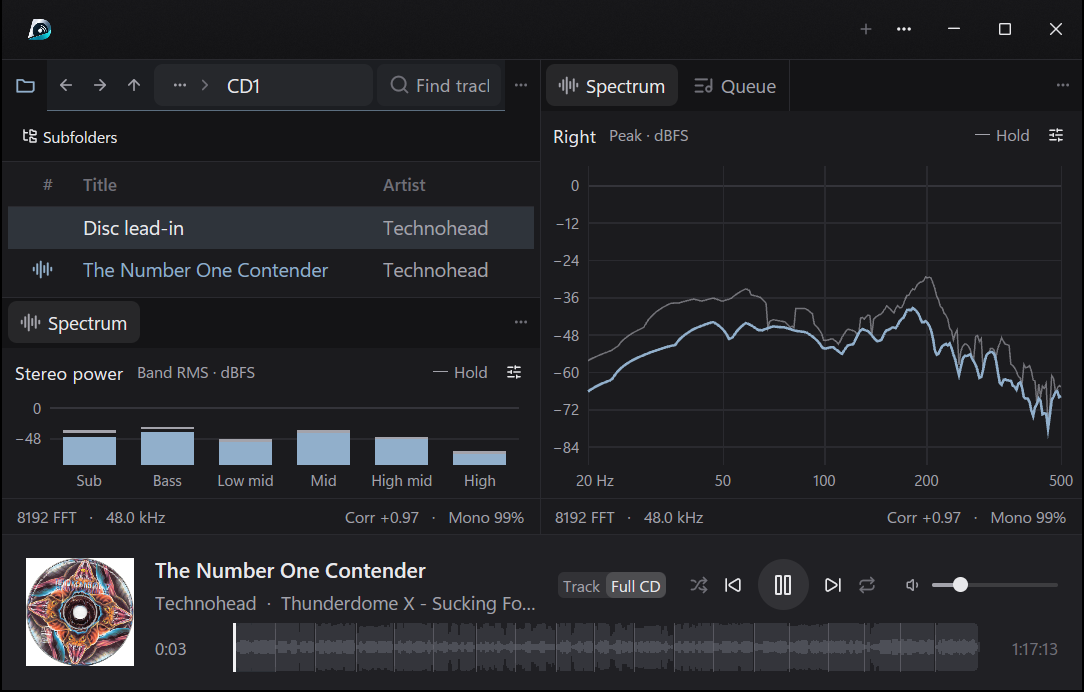 CD1
Find track
Subfolders
# Title Artist
Disc lead-in Technohead
The Number One Contender Technohead
Spectrum
Stereo power Band RMS · dBFS — Hold
0
−48
Sub Bass Low mid Mid High mid High
8192 FFT · 48.0 kHz Corr +0.97 · Mono 99%
Spectrum Queue
Right Peak · dBFS — Hold
0
−12
−24
−36
−48
−60
−72
−84
20 Hz 50 100 200 500
8192 FFT · 48.0 kHz Corr +0.97 · Mono 99%
The Number One Contender
Technohead · Thunderdome X - Sucking Fo...
Track Full CD
0:03
1:17:13